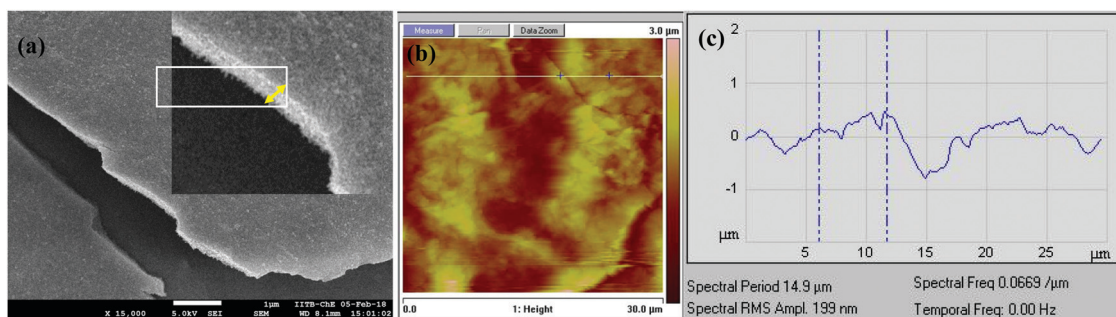 (a)
1µm IITB-ChE 05-Feb-18
X 15,000 5.0kV SEI SEM WD 8.1mm 15:01:02
Measure Pan Data Zoom 3.0 µm
(b)
0.0 1: Height 30.0 µm
(c)
2
1
0
-1
µm
5 10 15 20 25 µm
Spectral Period 14.9 µm Spectral Freq 0.0669 /µm
Spectral RMS Ampl. 199 nm Temporal Freq: 0.00 Hz